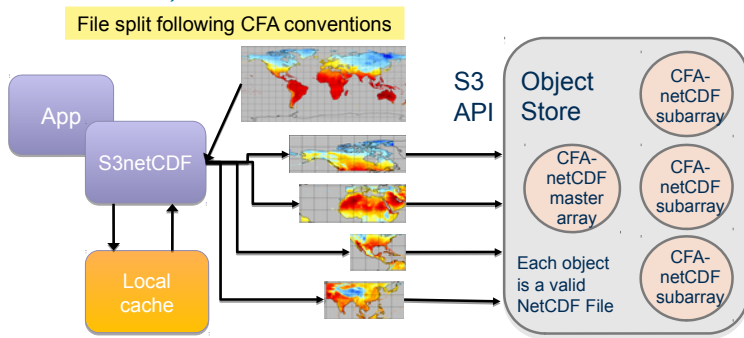 File split following CFA conventions
App
S3netCDF
Local
cache
S3
API
Object
Store
CFA-
netCDF
subarray
CFA-
netCDF
master
array
CFA-
netCDF
subarray
CFA-
netCDF
subarray
Each object
is a valid
NetCDF File